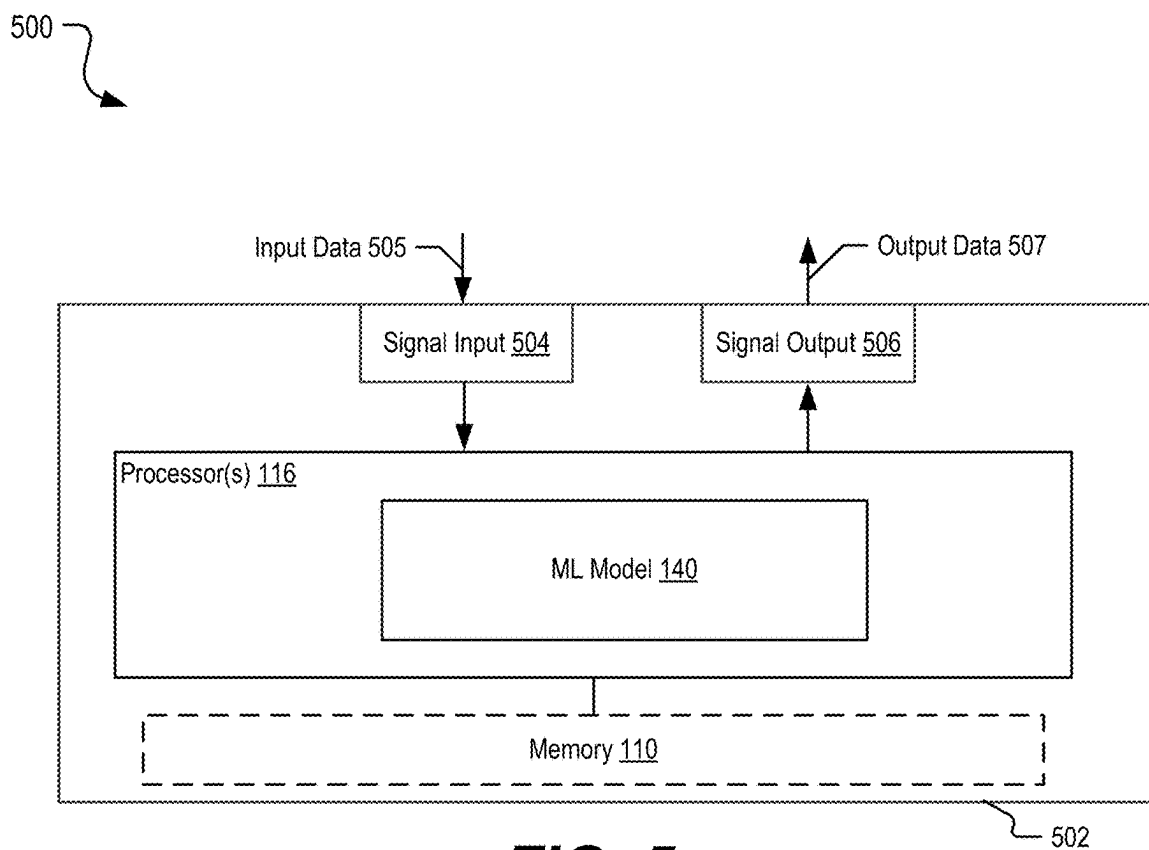 500
Input Data 505
Output Data 507
Signal Input 504
Signal Output 506
Processor(s) 116
ML Model 140
Memory 110
502